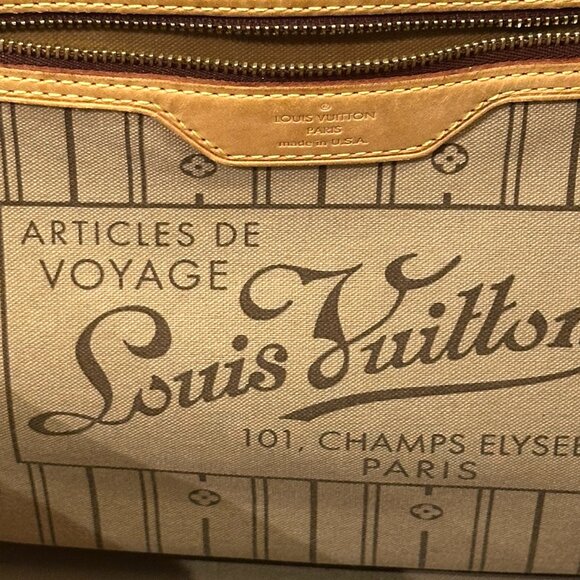 ®
LOUIS VUITTON
PARIS
made in U.S.A.
ARTICLES DE
VOYAGE
Louis Vuitton
101, CHAMPS ELYSEE
PARIS